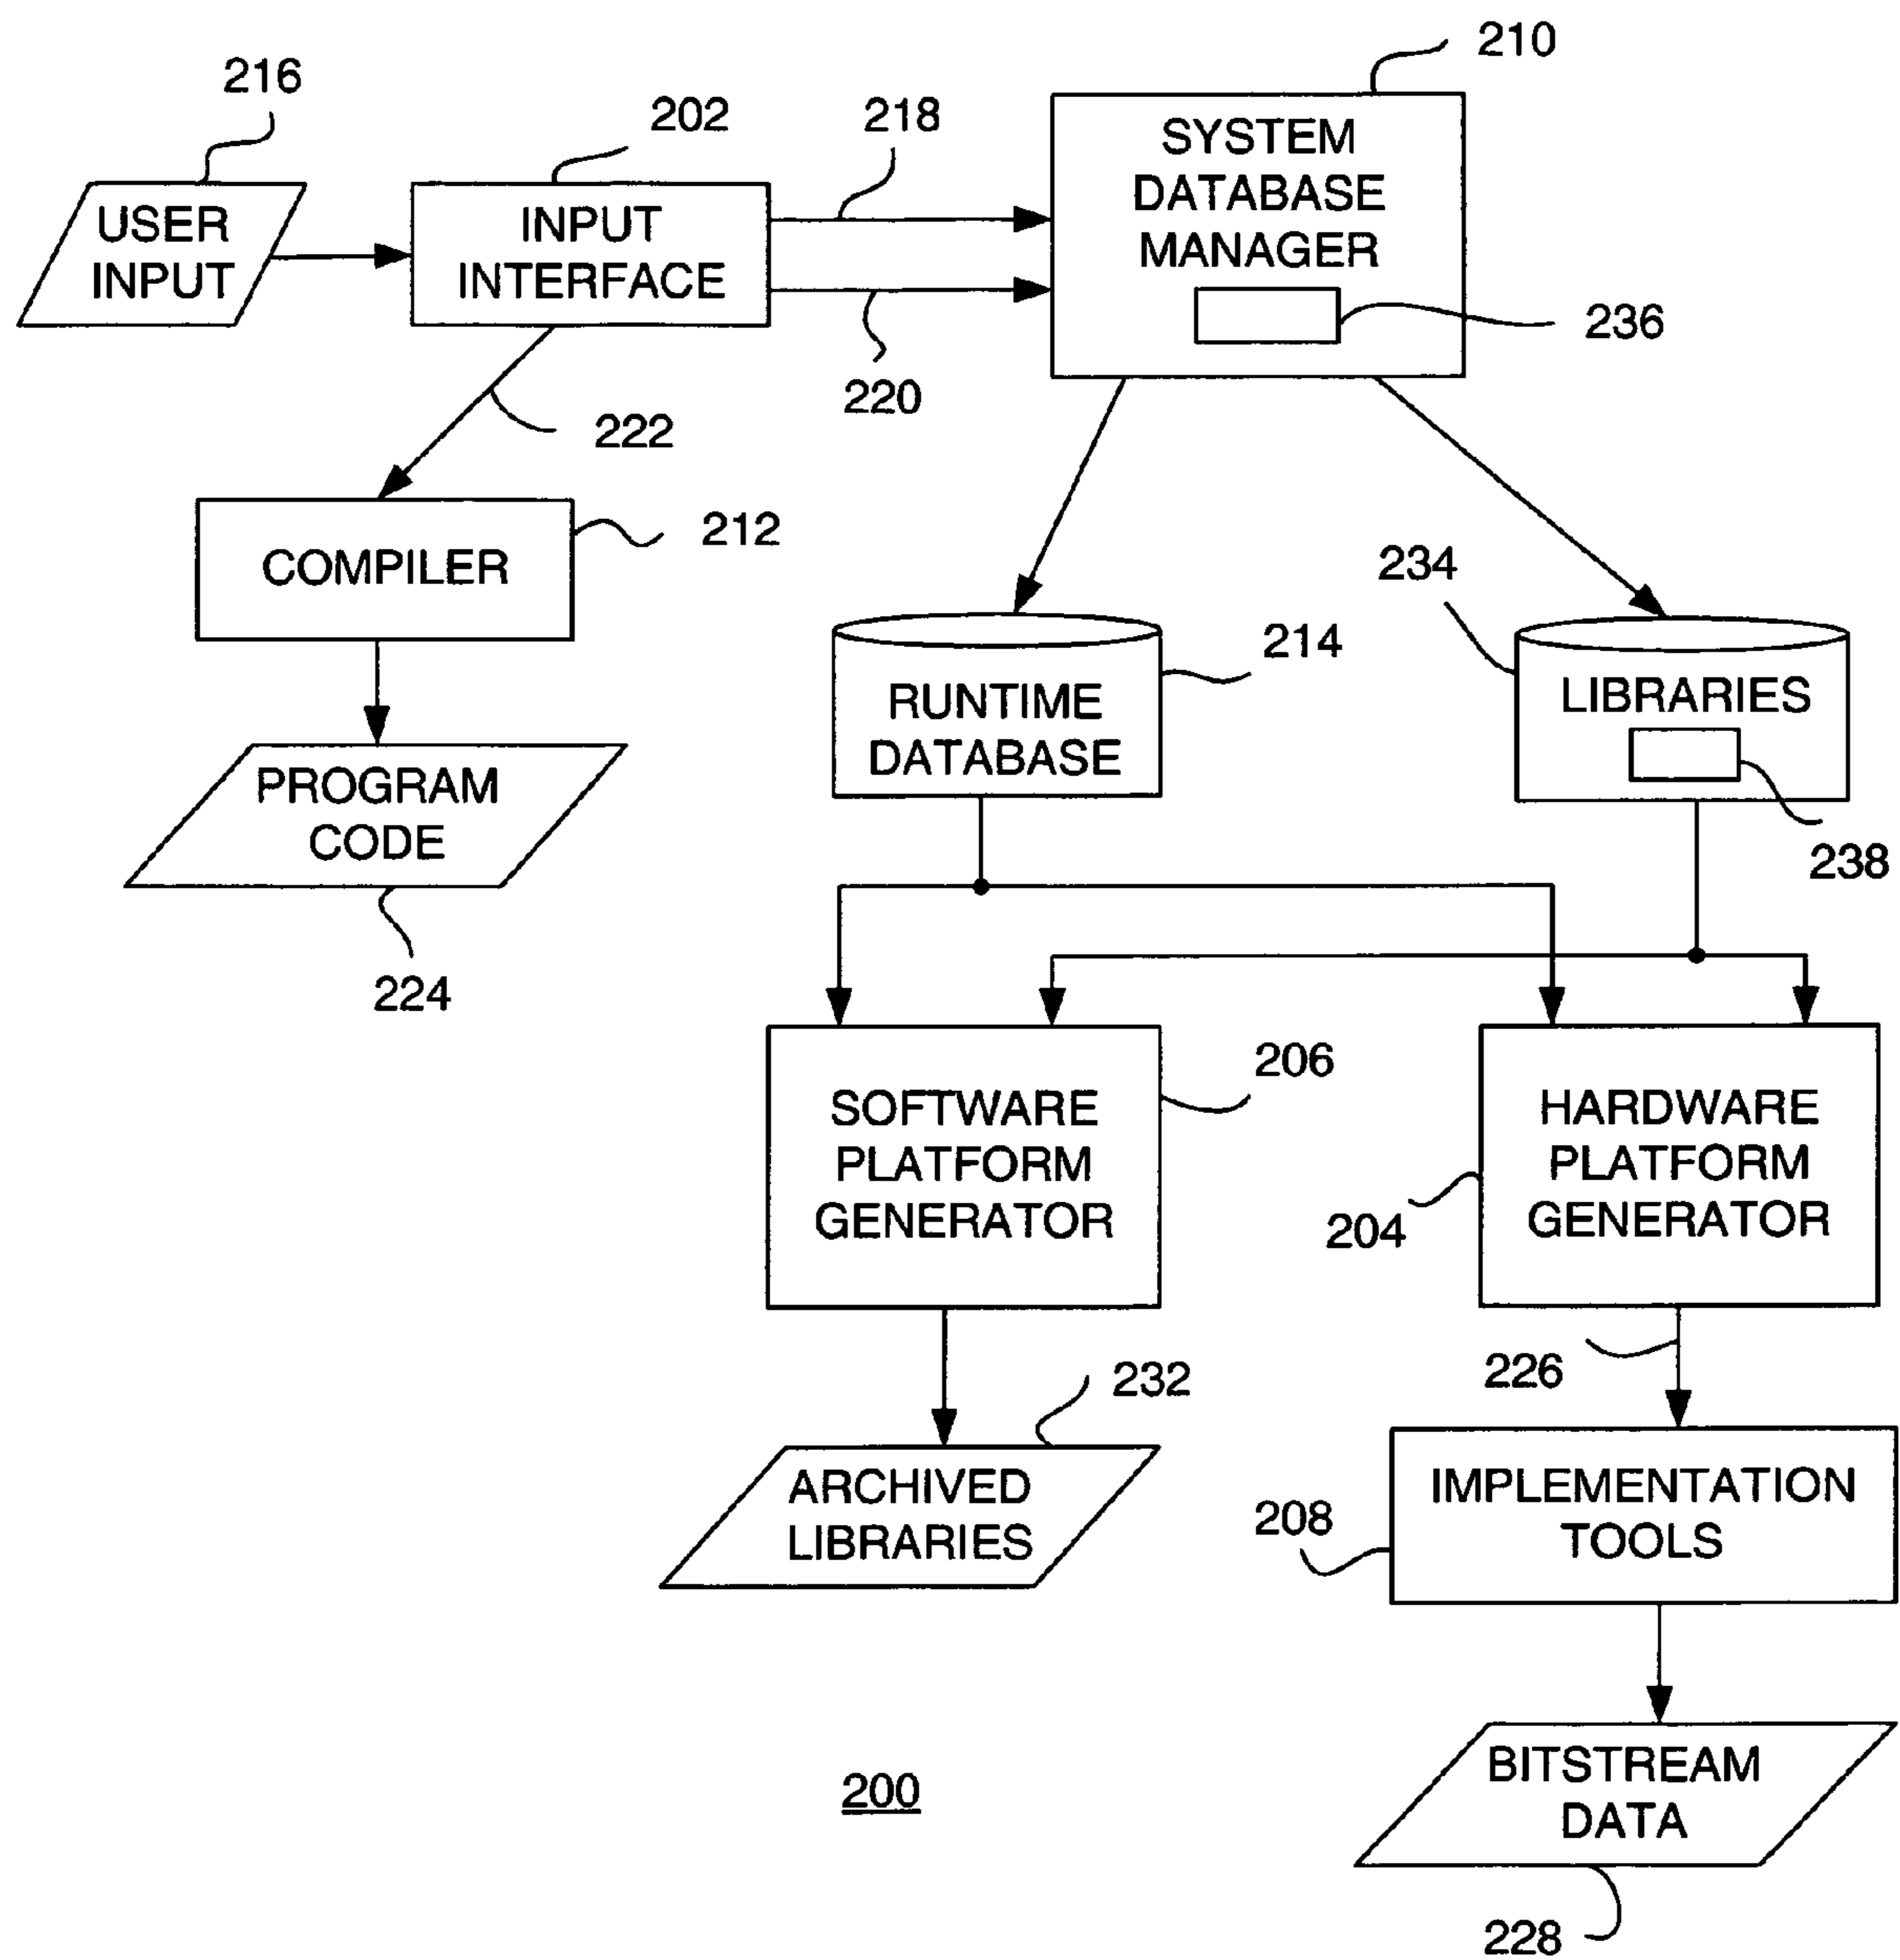 210
216
202
218
SYSTEM
DATABASE
MANAGER
USER
INPUT
INPUT
INTERFACE
236
220
222
212
COMPILER
234
214
LIBRARIES
RUNTIME
DATABASE
PROGRAM
CODE
238
224
206
SOFTWARE
PLATFORM
GENERATOR
HARDWARE
PLATFORM
GENERATOR
204
226
232
ARCHIVED
LIBRARIES
IMPLEMENTATION
TOOLS
208
BITSTREAM
DATA
200
228